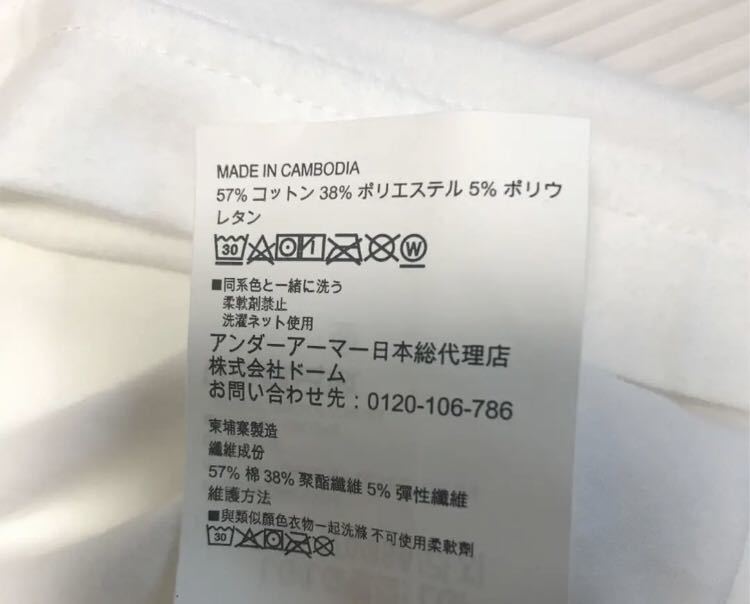 MADE IN CAMBODIA
57% コットン 38% ポリエステル 5% ポリウ
レタン
30 W
■同系色と一緒に洗う
柔軟剤禁止
洗濯ネット使用
アンダーアーマー日本総代理店
株式会社ドーム
お問い合わせ先：0120-106-786
柬埔寨製造
纖維成份
57% 棉 38% 聚酯纖維 5% 彈性纖維
維護方法
■與類似顏色衣物一起洗滌 不可使用柔軟劑
30